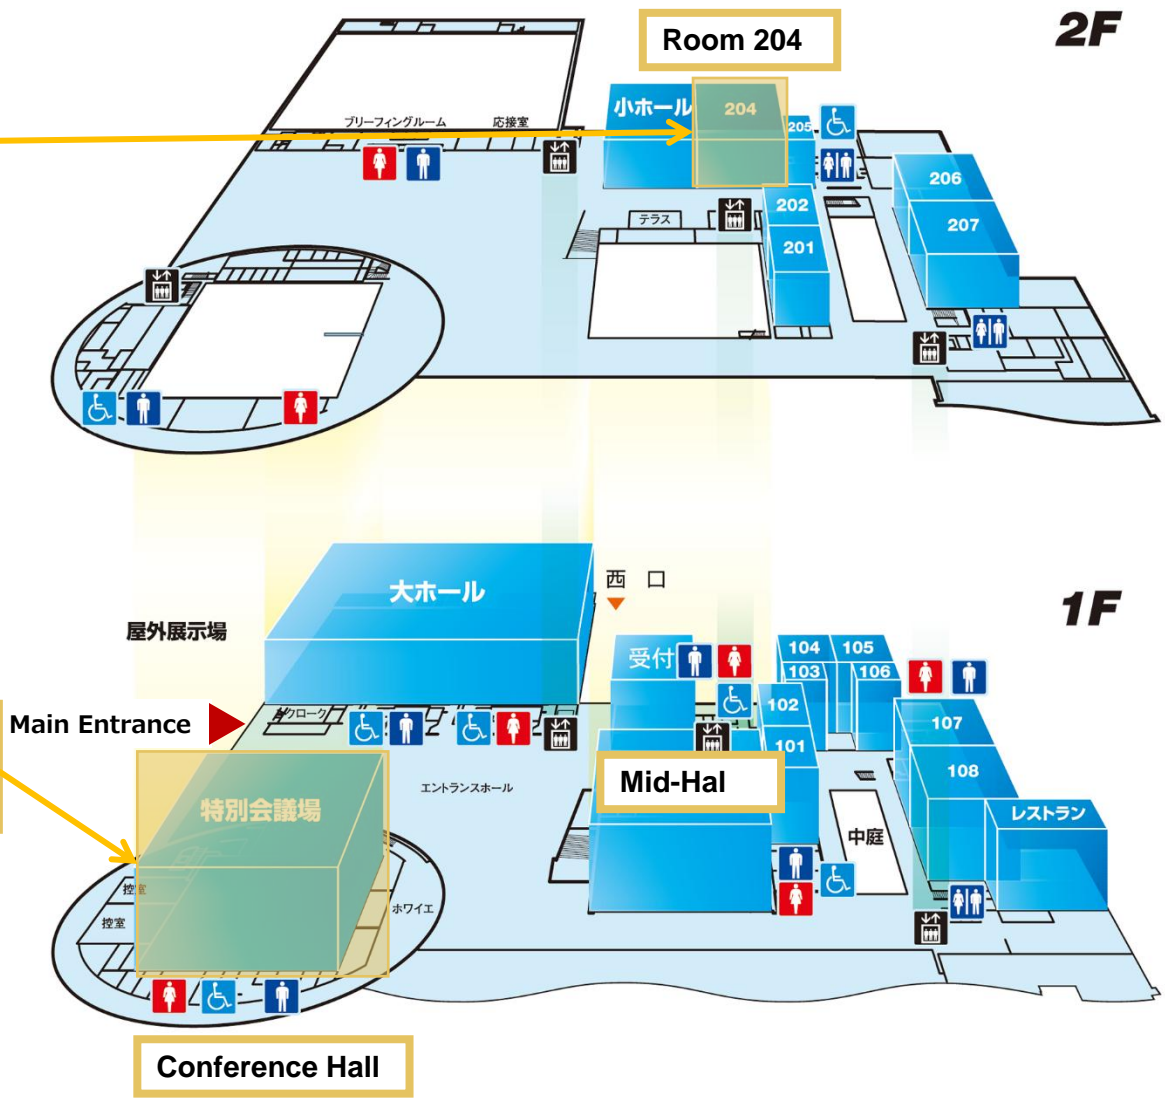 2F
Room 204
小ホール
204
205
ブリーフィングルーム
応接室
206
202
テラス
207
201
大ホール
西 口
1F
屋外展示場
受付
104
105
103
106
102
クローク
107
Main Entrance
101
Mid-Hal
108
エントランスホール
特別会議場
レストラン
中庭
控室
控室
ホワイエ
Conference Hall